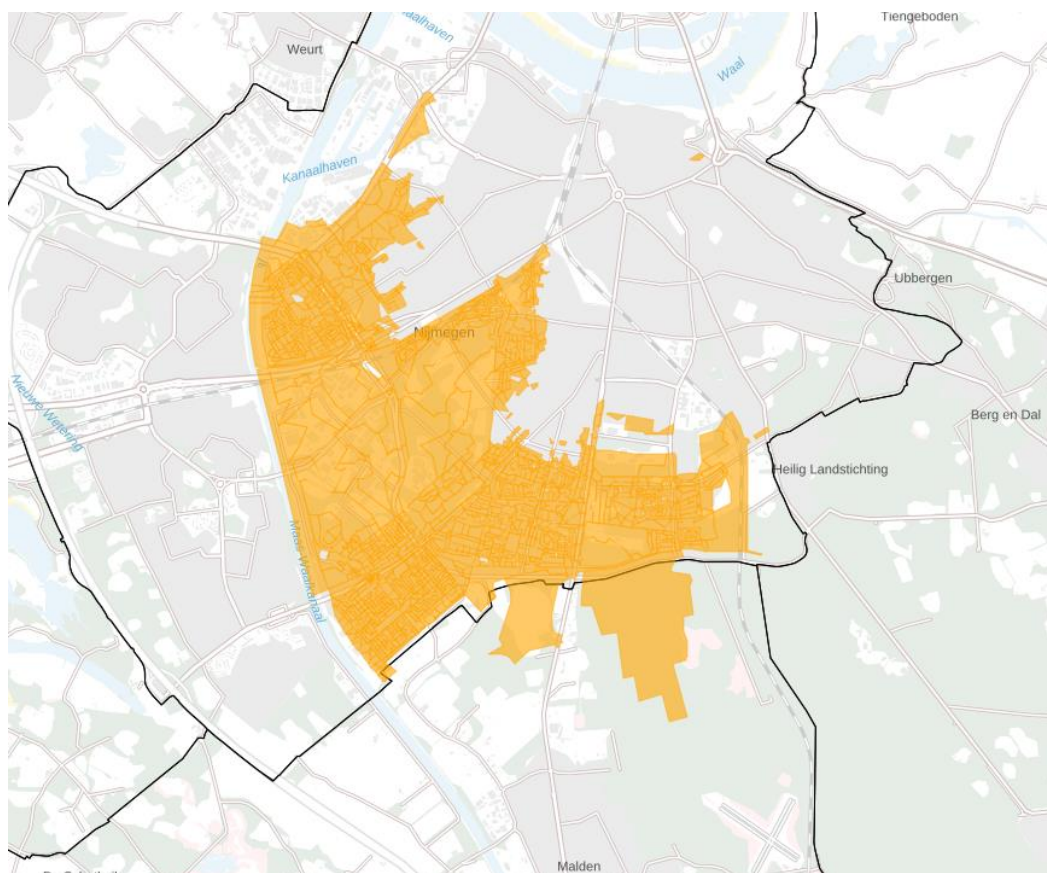 Tiengeboden
Kanaalhaven
Weurt
Waal
Kanaalhaven
Ubbergen
Nijmegen
Nieuwe Wetering
Berg en Dal
Heilig Landstichting
Maas-Waalkanaal
Malden